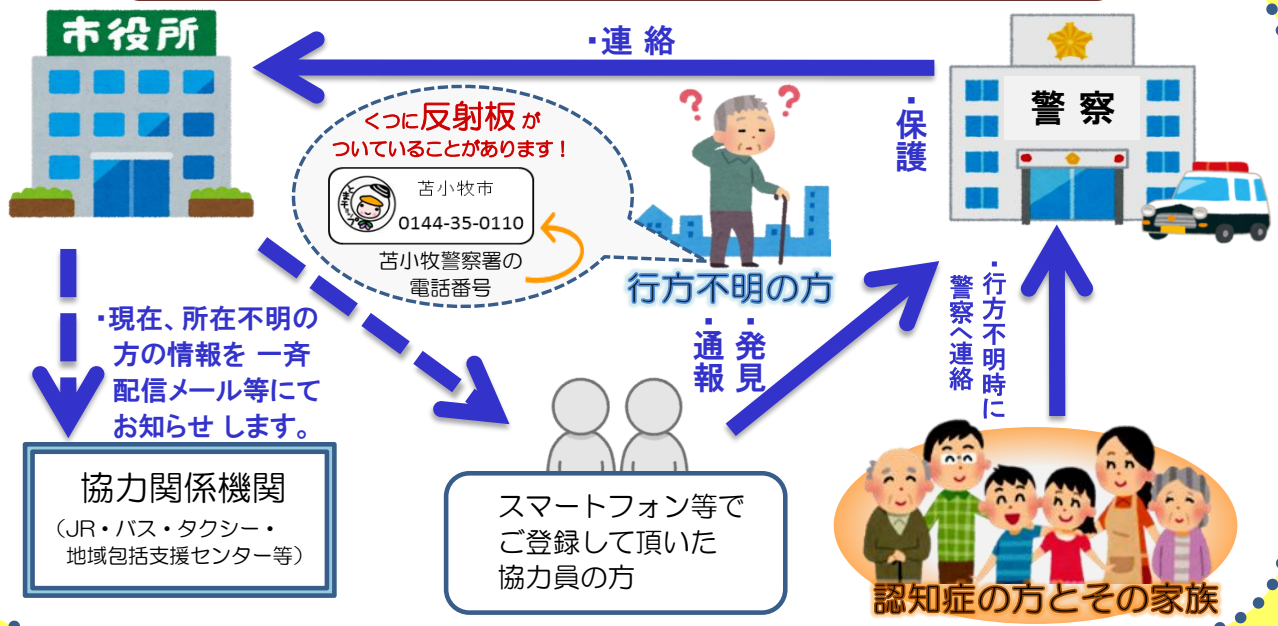 市役所
・連 絡
警 察
・保護
くつに反射板 が
ついていることがあります！
苫小牧市
0144-35-0110
苫小牧警察署の
電話番号
?
?
行方不明の方
・発見
・通報
・行方不明時に
警察へ連絡
・現在、所在不明の
方の情報を 一斉
配信メール等にて
お知らせ します。
協力関係機関
（JR・バス・タクシー・
地域包括支援センター等）
スマートフォン等で
ご登録して頂いた
協力員の方
認知症の方とその家族